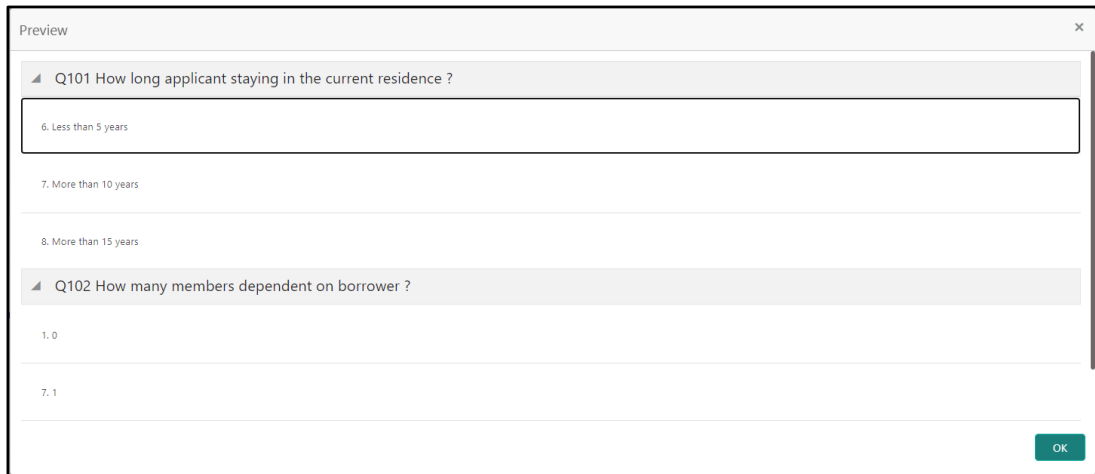 Preview
×
Q101 How long applicant staying in the current residence ?
6. Less than 5 years
7. More than 10 years
8. More than 15 years
Q102 How many members dependent on borrower ?
1. 0
7. 1
OK